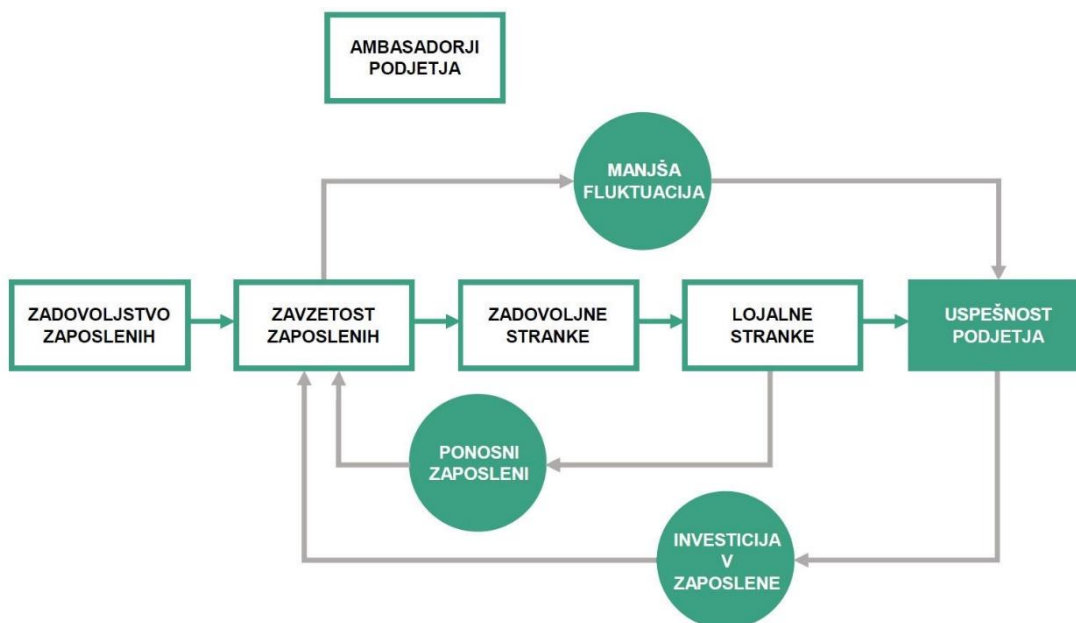 AMBASADORJI
PODJETJA
MANJŠA
FLUKTUACIJA
ZADOVOLJSTVO
ZAPOSLENIH
ZAVZETOST
ZAPOSLENIH
ZADOVOLJNE
STRANKE
LOJALNE
STRANKE
USPEŠNOST
PODJETJA
PONOSNI
ZAPOSLENI
INVESTICIJA
V
ZAPOSLENE